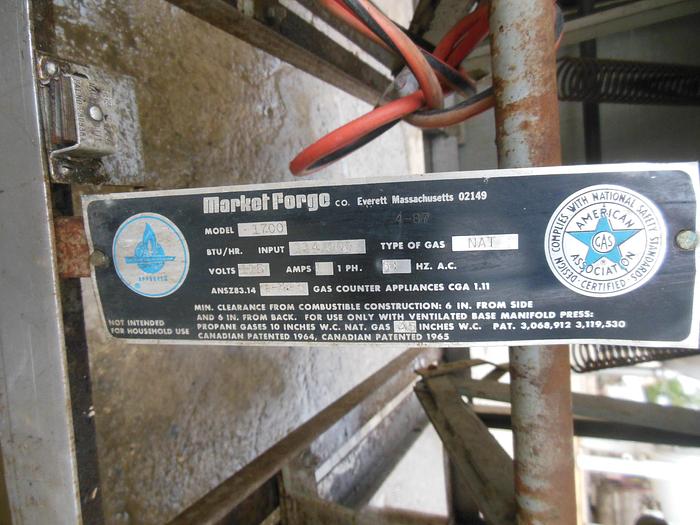 Market Forge CO. Everett Massachusetts 02149
4-87
MODEL 1700
BTU/HR. INPUT TYPE OF GAS NAT
VOLTS AMPS 1 PH. HZ. A.C.
ANSZ83.14 GAS COUNTER APPLIANCES CGA 1.11
MIN. CLEARANCE FROM COMBUSTIBLE CONSTRUCTION: 6 IN. FROM SIDE
AND 6 IN. FROM BACK. FOR USE ONLY WITH VENTILATED BASE MANIFOLD PRESS:
PROPANE GASES 10 INCHES W.C. NAT. GAS INCHES W.C. PAT. 3,068,912 3,119,530
CANADIAN PATENTED 1964, CANADIAN PATENTED 1965
NOT INTENDED
FOR HOUSEHOLD USE
APPROVED
DESIGN COMPLIES WITH NATIONAL SAFETY STANDARDS
CERTIFIED
AMERICAN
GAS
ASSOCIATION